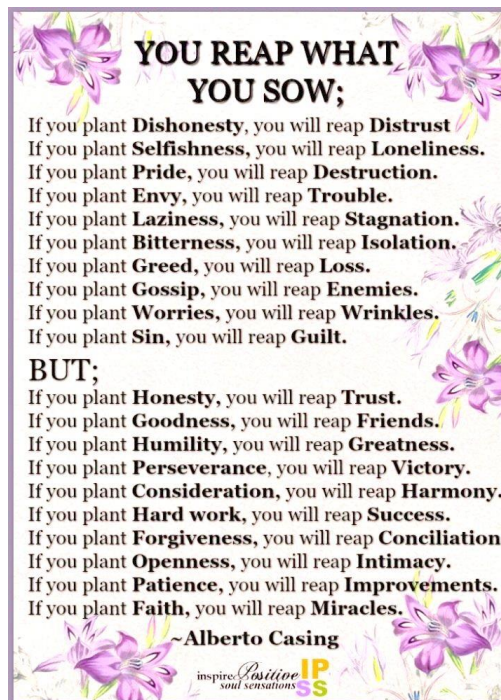 YOU REAP WHAT
YOU SOW;
If you plant Dishonesty, you will reap Distrust
If you plant Selfishness, you will reap Loneliness.
If you plant Pride, you will reap Destruction.
If you plant Envy, you will reap Trouble.
If you plant Laziness, you will reap Stagnation.
If you plant Bitterness, you will reap Isolation.
If you plant Greed, you will reap Loss.
If you plant Gossip, you will reap Enemies.
If you plant Worries, you will reap Wrinkles.
If you plant Sin, you will reap Guilt.
BUT;
If you plant Honesty, you will reap Trust.
If you plant Goodness, you will reap Friends.
If you plant Humility, you will reap Greatness.
If you plant Perseverance, you will reap Victory.
If you plant Consideration, you will reap Harmony.
If you plant Hard work, you will reap Success.
If you plant Forgiveness, you will reap Conciliation
If you plant Openness, you will reap Intimacy.
If you plant Patience, you will reap Improvements.
If you plant Faith, you will reap Miracles.
~Alberto Casing
inspire Positive IP
soul sensations SS